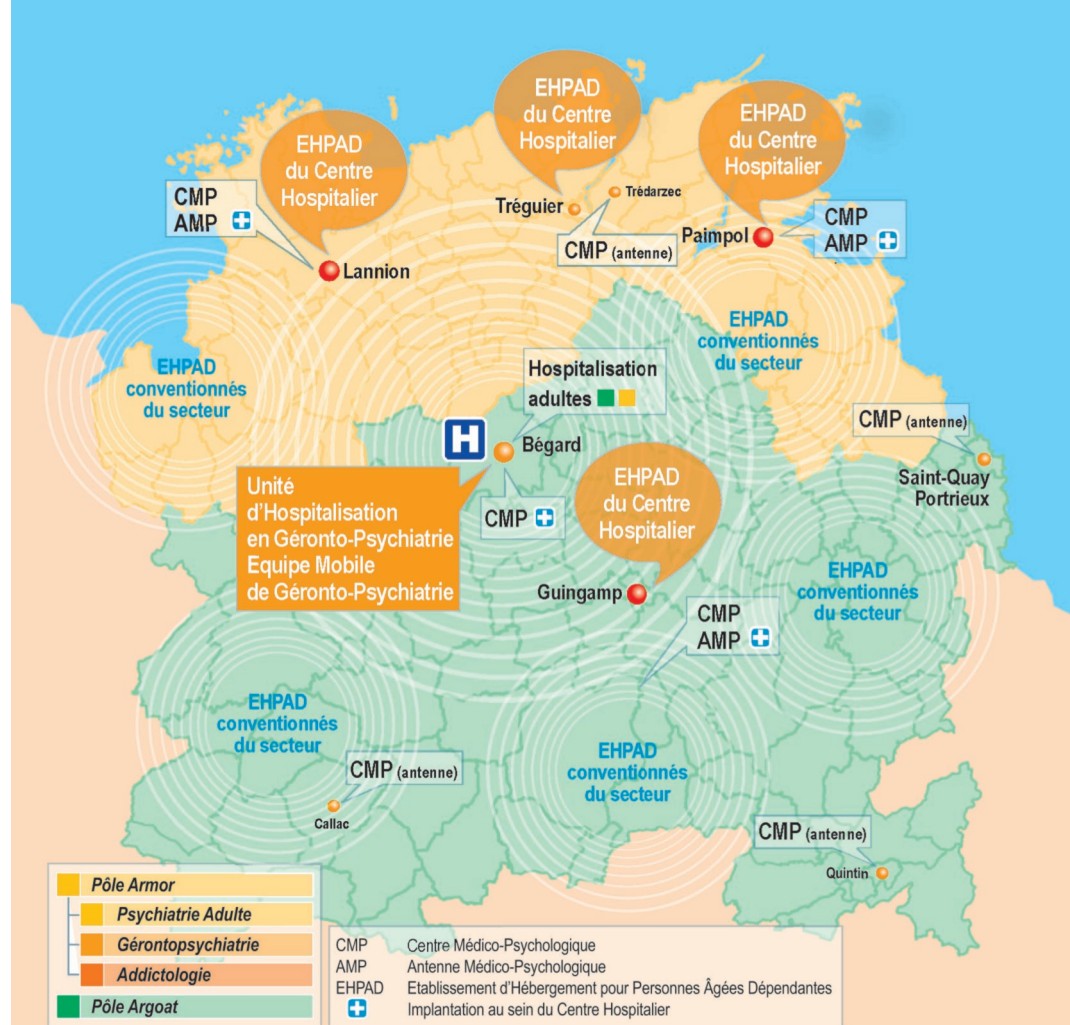 EHPAD
du Centre
Hospitalier
EHPAD
du Centre
Hospitalier
EHPAD
du Centre
Hospitalier
CMP
AMP
Lannion
Tréguier
Trédarzec
CMP (antenne)
Paimpol
CMP
AMP
EHPAD
conventionnés
du secteur
EHPAD
conventionnés
du secteur
Hospitalisation
adultes
H
Bégard
CMP (antenne)
Saint-Quay
Portrieux
Unité
d'Hospitalisation
en Géronto-Psychiatrie
Equipe Mobile
de Géronto-Psychiatrie
CMP
EHPAD
du Centre
Hospitalier
Guingamp
CMP
AMP
EHPAD
conventionnés
du secteur
EHPAD
conventionnés
du secteur
EHPAD
conventionnés
du secteur
CMP (antenne)
Callac
CMP (antenne)
Quintin
Pôle Armor
Psychiatrie Adulte
Gérontopsychiatrie
Addictologie
Pôle Argoat
CMP Centre Médico-Psychologique
AMP Antenne Médico-Psychologique
EHPAD Etablissement d'Hébergement pour Personnes Âgées Dépendantes
Implantation au sein du Centre Hospitalier